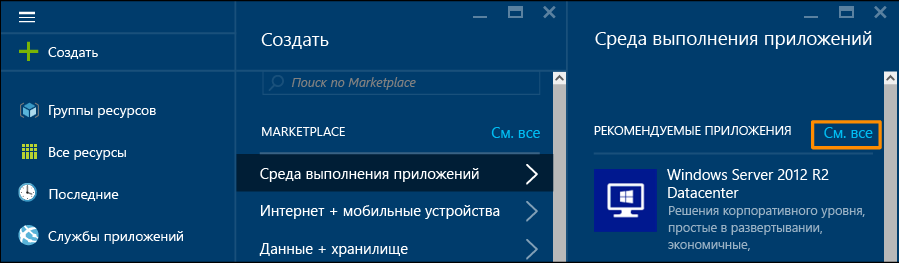 Создать
Группы ресурсов
Все ресурсы
Последние
Службы приложений
Создать
Поиск по Marketplace
MARKETPLACE См. все
Среда выполнения приложений
Интернет + мобильные устройства
Данные + хранилище
Среда выполнения приложений
РЕКОМЕНДУЕМЫЕ ПРИЛОЖЕНИЯ См. все
Windows Server 2012 R2
Datacenter
Решения корпоративного уровня,
простые в развертывании,
экономичные,